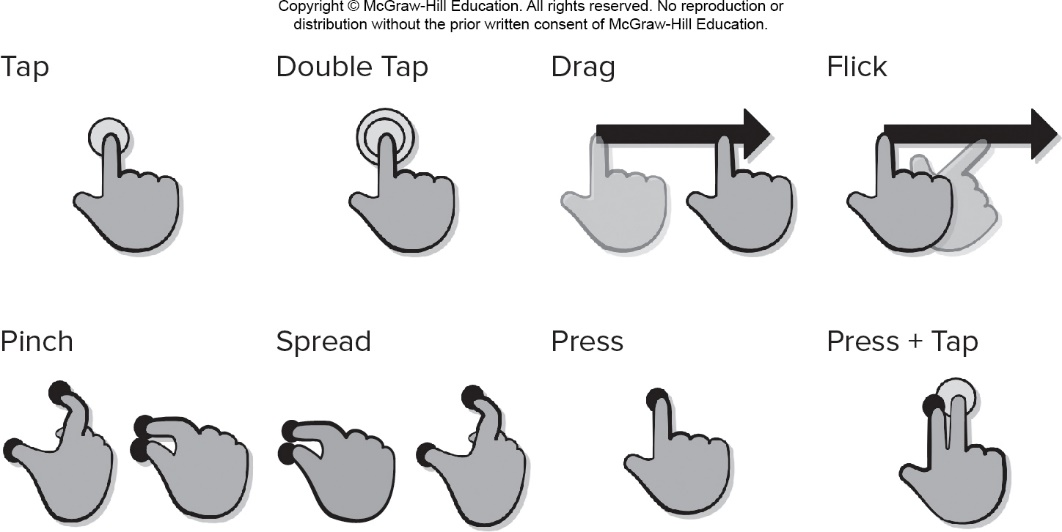 Copyright © McGraw-Hill Education. All rights reserved. No reproduction or
distribution without the prior written consent of McGraw-Hill Education.
Tap
Double Tap
Drag
Flick
Pinch
Spread
Press
Press + Tap